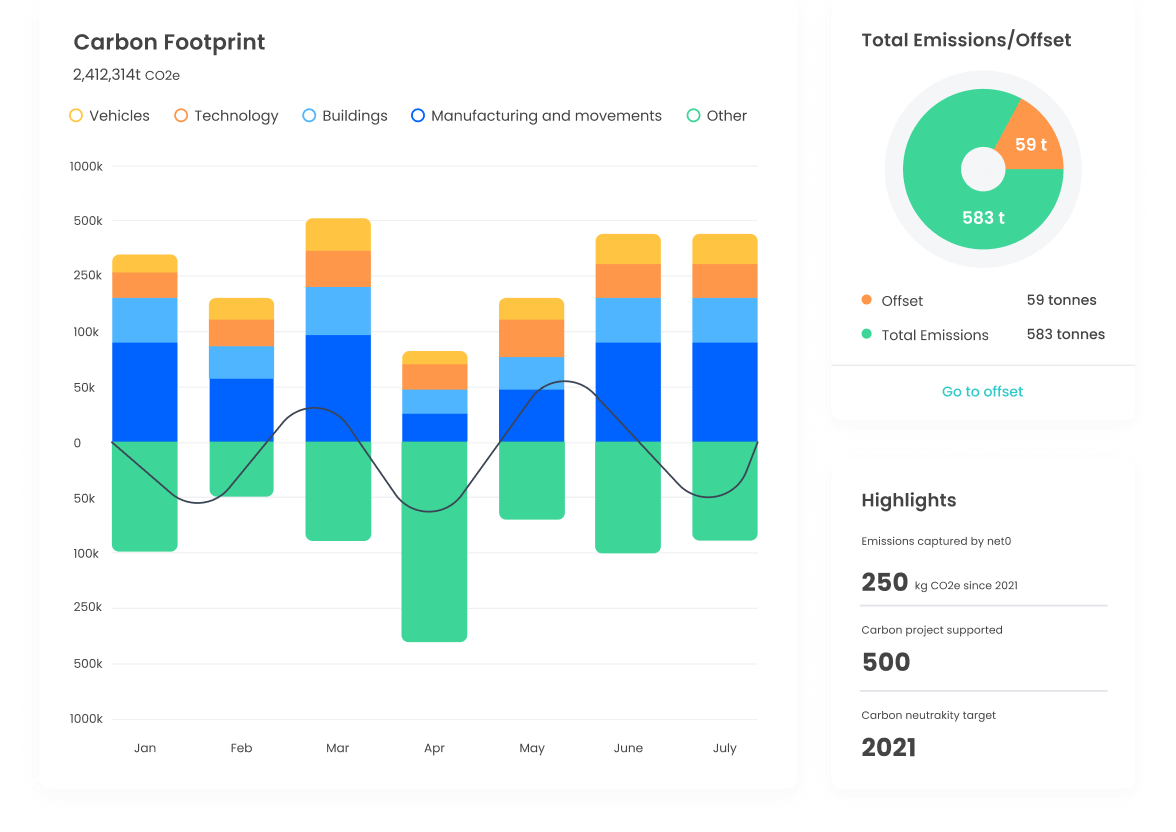 Carbon Footprint
2,412,314t CO2e
Vehicles Technology Buildings Manufacturing and movements Other
1000k
500k
250k
100k
50k
0
50k
100k
250k
500k
1000k
Jan Feb Mar Apr May June July
Total Emissions/Offset
59 t
583 t
Offset 59 tonnes
Total Emissions 583 tonnes
Go to offset
Highlights
Emissions captured by net0
250 kg CO2e since 2021
Carbon project supported
500
Carbon neutrakity target
2021